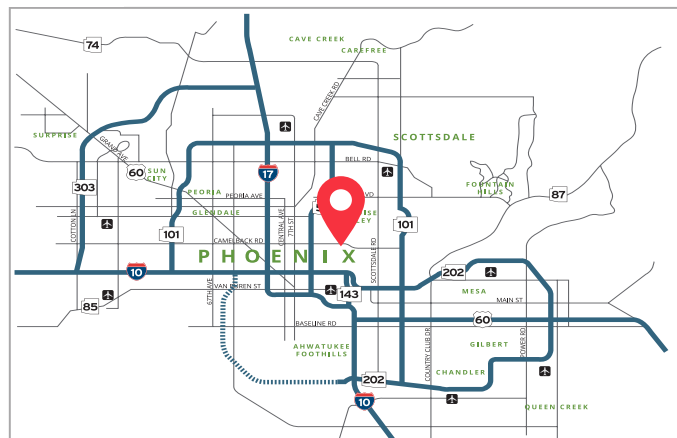 CAVE CREEK
74
CAREFREE
CAVE CREEK RD
SURPRISE
GRAND AVE
SCOTTSDALE
BELL RD
60
SUN
CITY
17
303
PEORIA
PEORIA AVE
FOUNTAIN
HILLS
87
GLENDALE
COTTON LN
CENTRAL AVE
7TH ST
101
101
CAMELBACK RD
PHOENIX
SCOTTSDALE RD
10
202
67TH AVE
143
MESA
85
MAIN ST
BASELINE RD
60
AHWATUKEE
FOOTHILLS
COUNTRY CLUB DR
POWER RD
GILBERT
CHANDLER
202
10
QUEEN CREEK